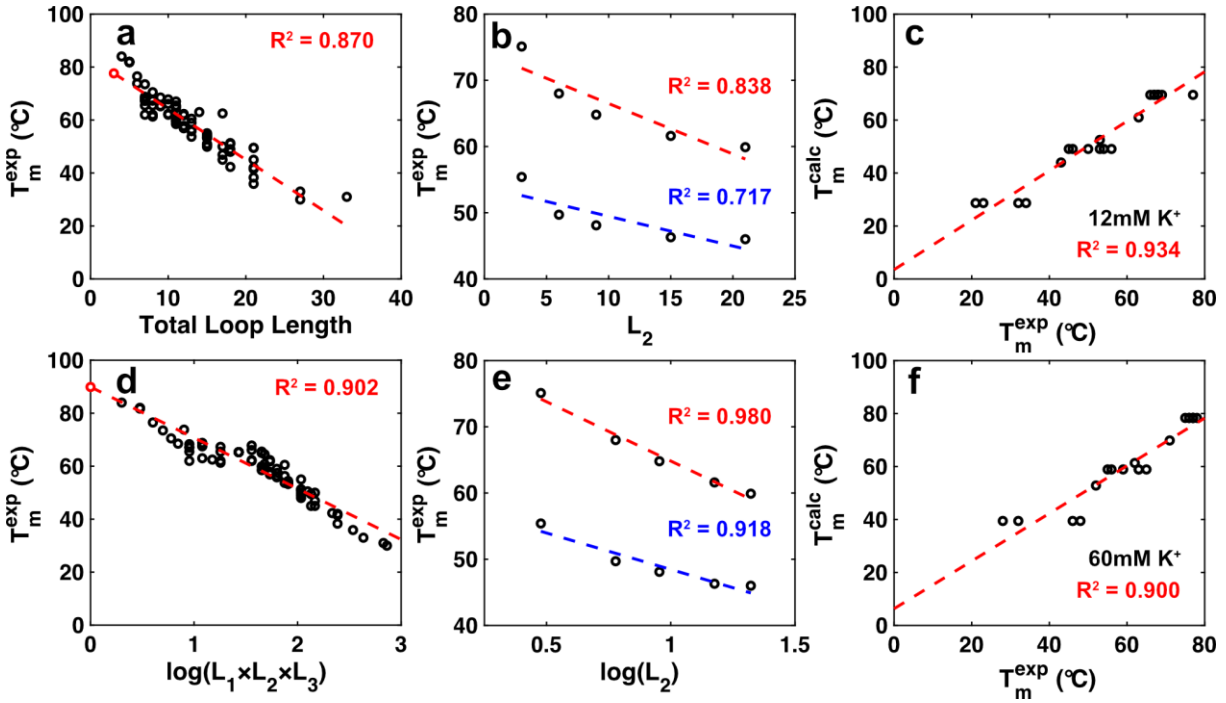 a
R² = 0.870
100
80
60
40
20
0
T_m^exp (°C)
0 10 20 30 40
Total Loop Length
b
R² = 0.838
R² = 0.717
80
70
60
50
40
T_m^exp (°C)
0 5 10 15 20 25
L₂
c
12mM K⁺
R² = 0.934
100
80
60
40
20
0
T_m^calc (°C)
0 20 40 60 80
T_m^exp (°C)
d
R² = 0.902
100
80
60
40
20
0
T_m^exp (°C)
0 1 2 3
log(L₁×L₂×L₃)
e
R² = 0.980
R² = 0.918
80
70
60
50
40
T_m^exp (°C)
0.5 1 1.5
log(L₂)
f
60mM K⁺
R² = 0.900
100
80
60
40
20
0
T_m^calc (°C)
0 20 40 60 80
T_m^exp (°C)